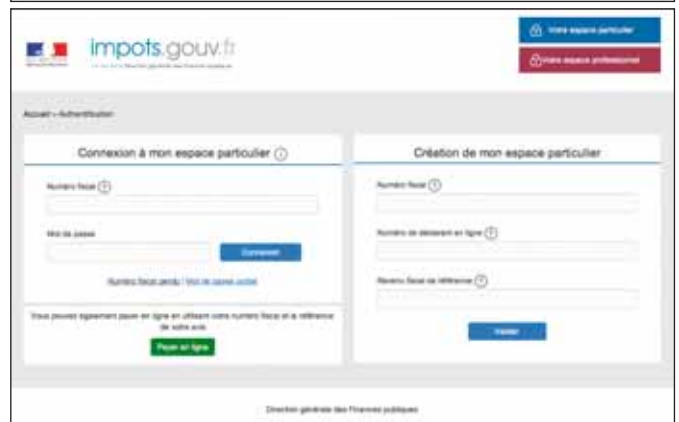 Votre espace particulier
Votre espace professionnel
impots.gouv.fr
Accueil > Authentification
Connexion à mon espace particulier
Numéro fiscal
Mot de passe
Connexion
Numéro fiscal perdu / Mot de passe oublié
Vous pouvez également payer en ligne en utilisant votre numéro fiscal et la référence
de votre avis
Payer en ligne
Création de mon espace particulier
Numéro fiscal
Numéro de déclarant en ligne
Revenu fiscal de référence
Valider
Direction générale des Finances publiques